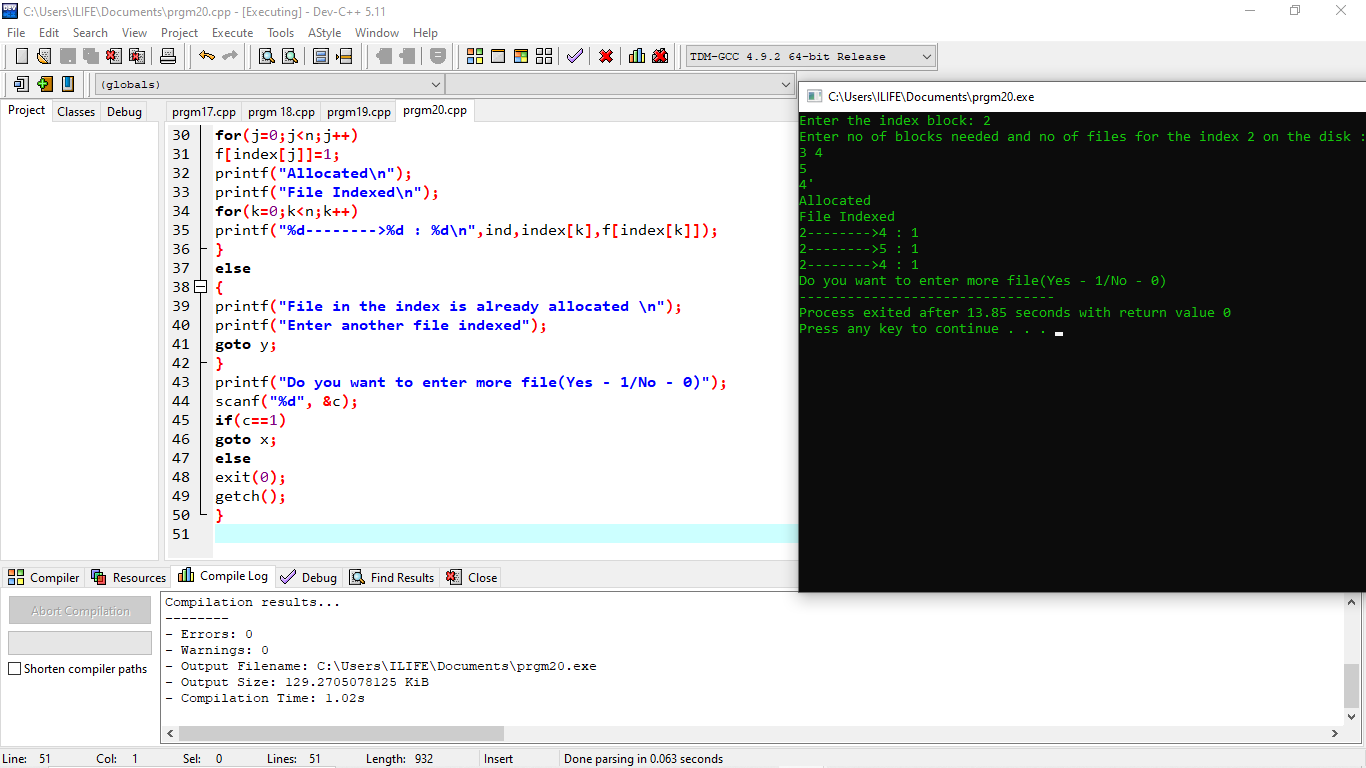 C:\Users\ILIFE\Documents\prgm20.cpp - [Executing] - Dev-C++ 5.11
File Edit Search View Project Execute Tools AStyle Window Help
TDM-GCC 4.9.2 64-bit Release
(globals)
Project Classes Debug
prgm17.cpp prgm 18.cpp prgm19.cpp prgm20.cpp
30 for(j=0;j<n;j++)
31 f[index[j]]=1;
32 printf("Allocated\n");
33 printf("File Indexed\n");
34 for(k=0;k<n;k++)
35 printf("%d-------->%d : %d\n",ind,index[k],f[index[k]]);
36 }
37 else
38 {
39 printf("File in the index is already allocated \n");
40 printf("Enter another file indexed");
41 goto y;
42 }
43 printf("Do you want to enter more file(Yes - 1/No - 0)");
44 scanf("%d", &c);
45 if(c==1)
46 goto x;
47 else
48 exit(0);
49 getch();
50 }
51
C:\Users\ILIFE\Documents\prgm20.exe
Enter the index block: 2
Enter no of blocks needed and no of files for the index 2 on the disk :
3 4
5
4'
Allocated
File Indexed
2-------->4 : 1
2-------->5 : 1
2-------->4 : 1
Do you want to enter more file(Yes - 1/No - 0)
--------------------------------
Process exited after 13.85 seconds with return value 0
Press any key to continue . . .
Compiler Resources Compile Log Debug Find Results Close
Abort Compilation
Shorten compiler paths
Compilation results...
--------
- Errors: 0
- Warnings: 0
- Output Filename: C:\Users\ILIFE\Documents\prgm20.exe
- Output Size: 129.2705078125 KiB
- Compilation Time: 1.02s
Line: 51 Col: 1 Sel: 0 Lines: 51 Length: 932 Insert Done parsing in 0.063 seconds